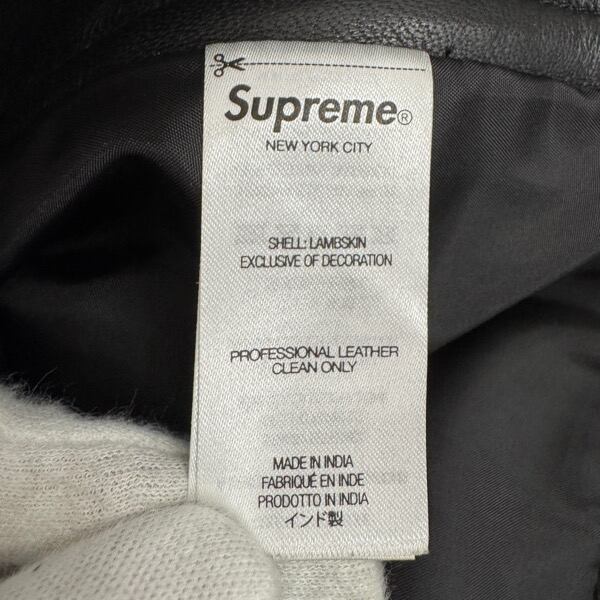 Supreme®
NEW YORK CITY
SHELL: LAMBSKIN
EXCLUSIVE OF DECORATION
PROFESSIONAL LEATHER
CLEAN ONLY
MADE IN INDIA
FABRIQUÉ EN INDE
PRODOTTO IN INDIA
インド製